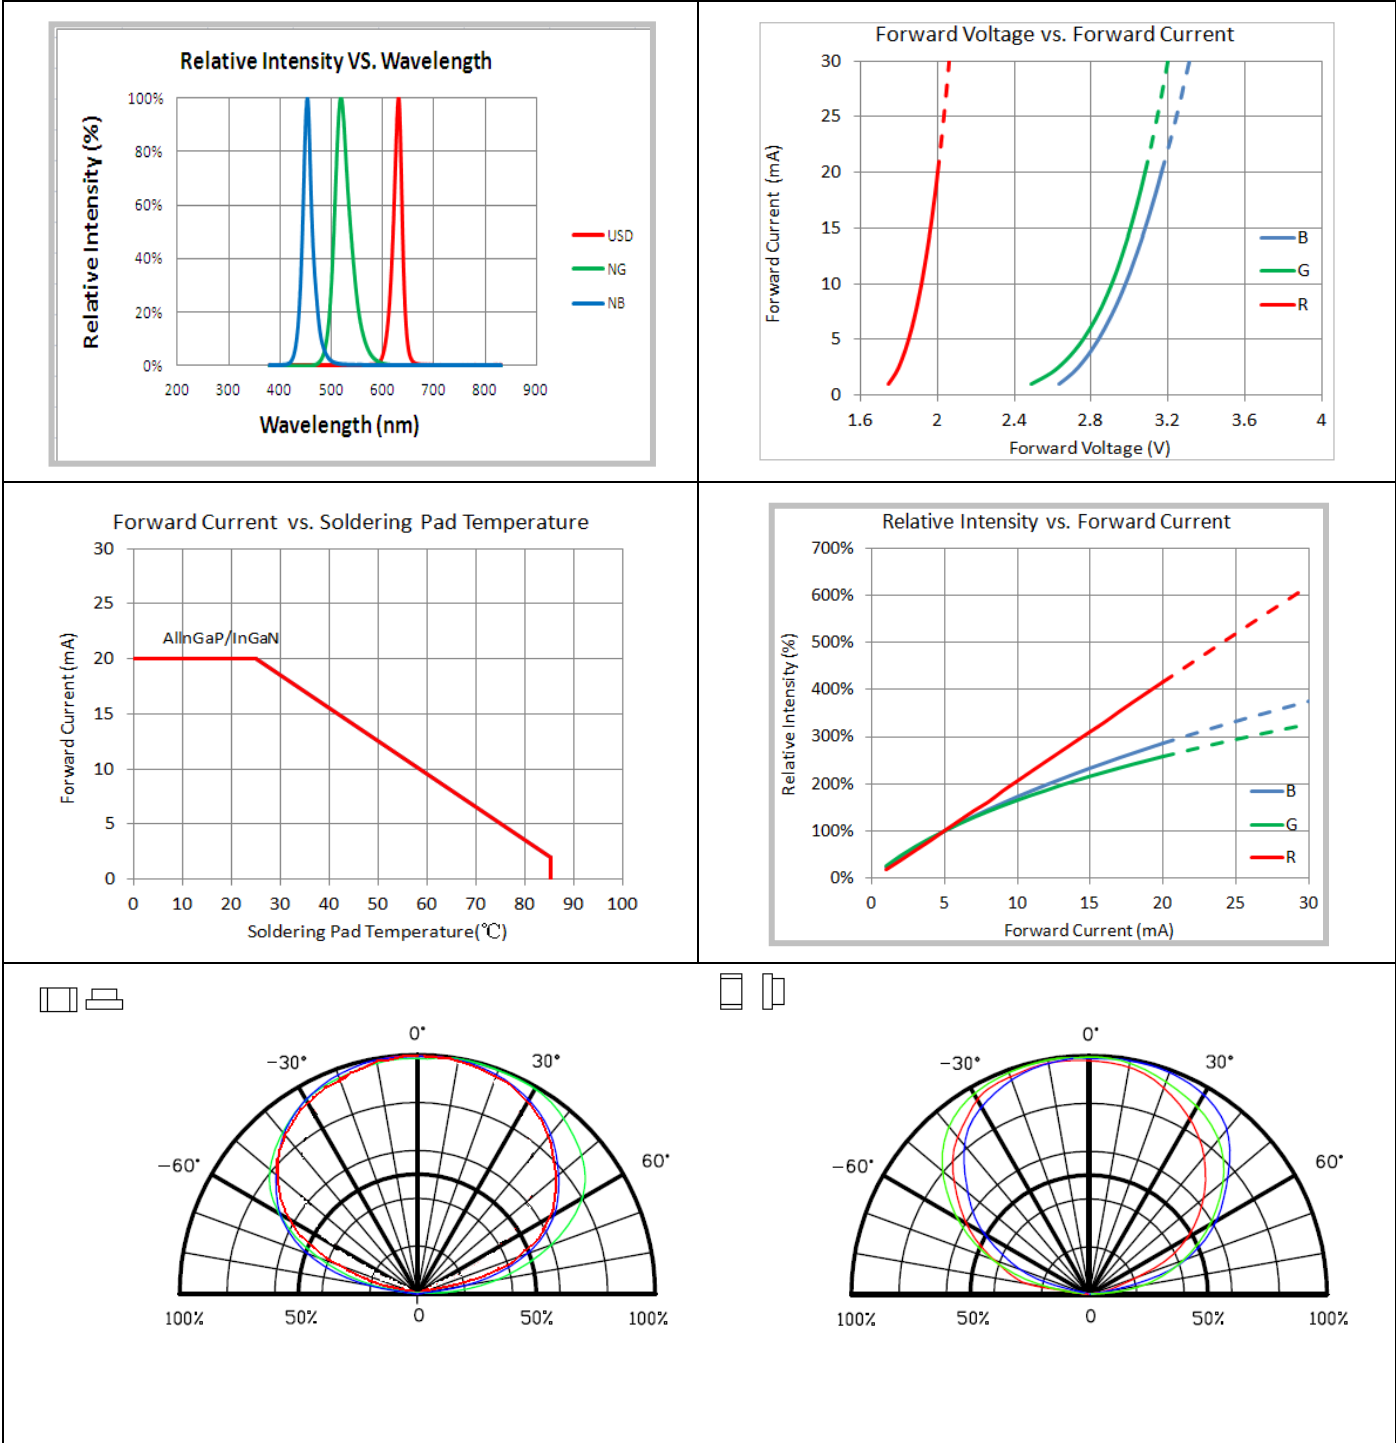 Relative Intensity VS. Wavelength
Relative Intensity (%)
100%
80%
60%
40%
20%
0%
200 300 400 500 600 700 800 900
Wavelength (nm)
USD
NG
NB
Forward Voltage vs. Forward Current
Forward Current (mA)
30
25
20
15
10
5
0
1.6 2 2.4 2.8 3.2 3.6 4
Forward Voltage (V)
B
G
R
Forward Current vs. Soldering Pad Temperature
Forward Current (mA)
30
25
20
15
10
5
0
AlInGaP/InGaN
0 10 20 30 40 50 60 70 80 90 100
Soldering Pad Temperature(℃)
Relative Intensity vs. Forward Current
Relative Intensity (%)
700%
600%
500%
400%
300%
200%
100%
0%
0 5 10 15 20 25 30
Forward Current (mA)
B
G
R
0°
-30° 30°
-60° 60°
100% 50% 0 50% 100%
0°
-30° 30°
-60° 60°
100% 50% 0 50% 100%